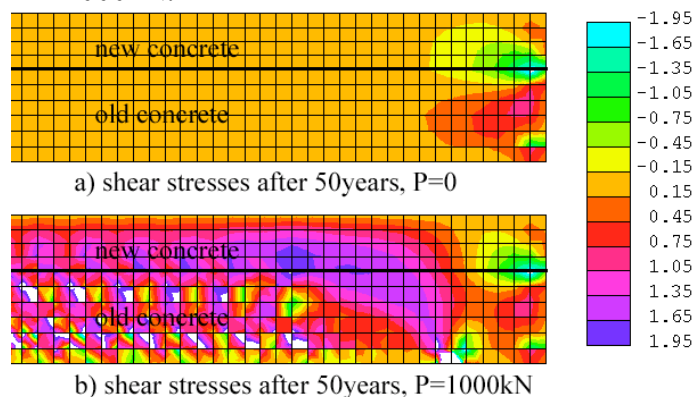 new concrete
old concrete
a) shear stresses after 50years, P=0
new concrete
old concrete
b) shear stresses after 50years, P=1000kN
-1.95
-1.65
-1.35
-1.05
-0.75
-0.45
-0.15
0.15
0.45
0.75
1.05
1.35
1.65
1.95